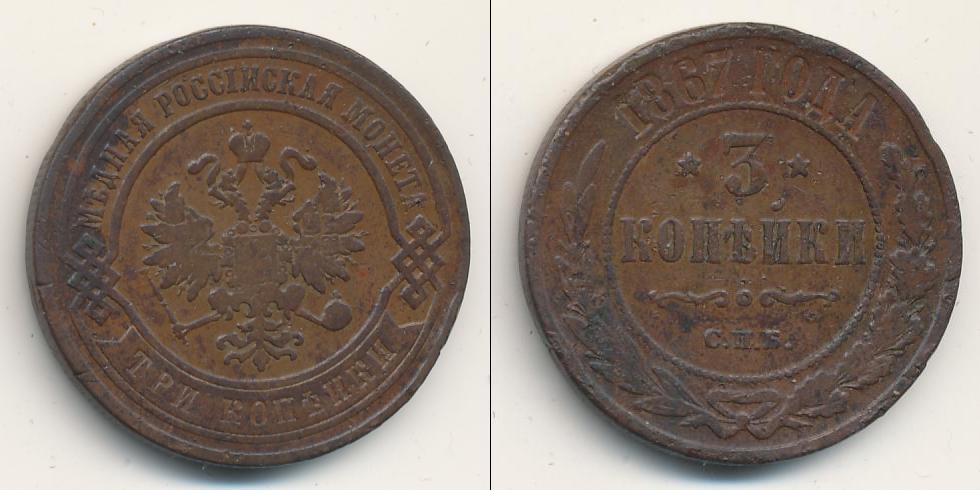 МѢДНАЯ РОССІЙСКАЯ МОНЕТА
ТРИ КОПѢЙКИ
1867 ГОДА
3
КОПѢЙКИ
С.П.Б.